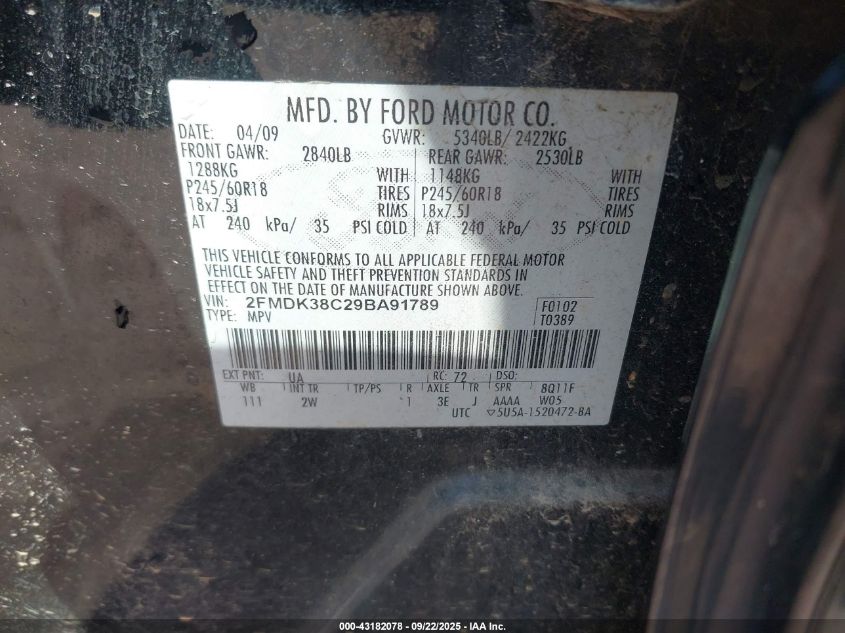 MFD. BY FORD MOTOR CO.
DATE: 04/09 GVWR: 5340LB/ 2422KG
FRONT GAWR: 2840LB REAR GAWR: 2530LB
1288KG WITH 1148KG WITH
P245/60R18 TIRES P245/60R18 TIRES
18x7.5J RIMS 18x7.5J RIMS
AT 240 kPa/ 35 PSI COLD AT 240 kPa/ 35 PSI COLD
THIS VEHICLE CONFORMS TO ALL APPLICABLE FEDERAL MOTOR
VEHICLE SAFETY AND THEFT PREVENTION STANDARDS IN
EFFECT ON THE DATE OF MANUFACTURE SHOWN ABOVE.
VIN: 2FMDK38C29BA91789 F0102
TYPE: MPV T0389
EXT PNT: UA RC: 72 DSO:
WB INT TR TP/PS R AXLE TR SPR 8Q11F
111 2W 1 3E J AAAA W05
UTC ▽5U5A-1520472-BA
000-43182078 - 09/22/2025 - IAA Inc.